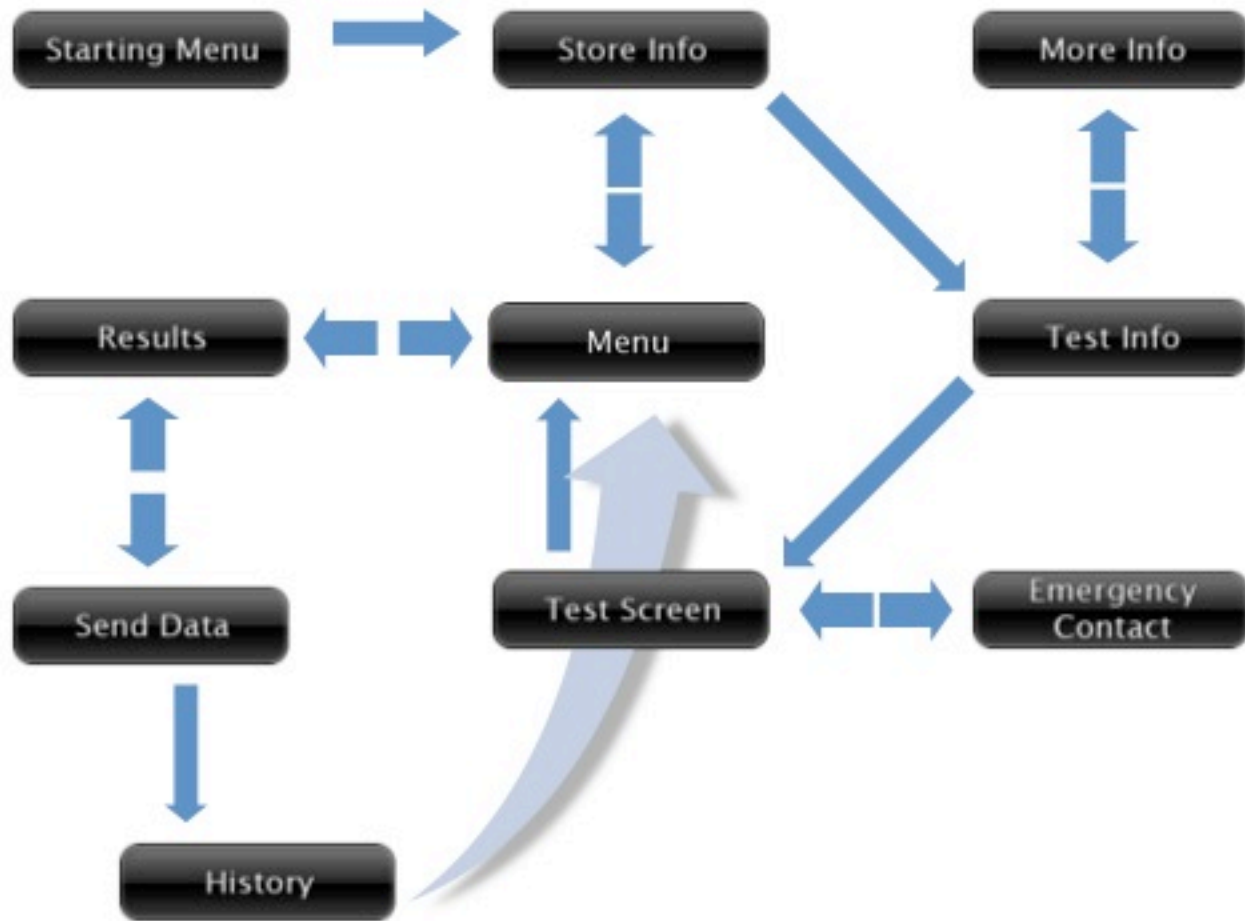 Starting Menu
Store Info
More Info
Results
Menu
Test Info
Send Data
Test Screen
Emergency
Contact
History